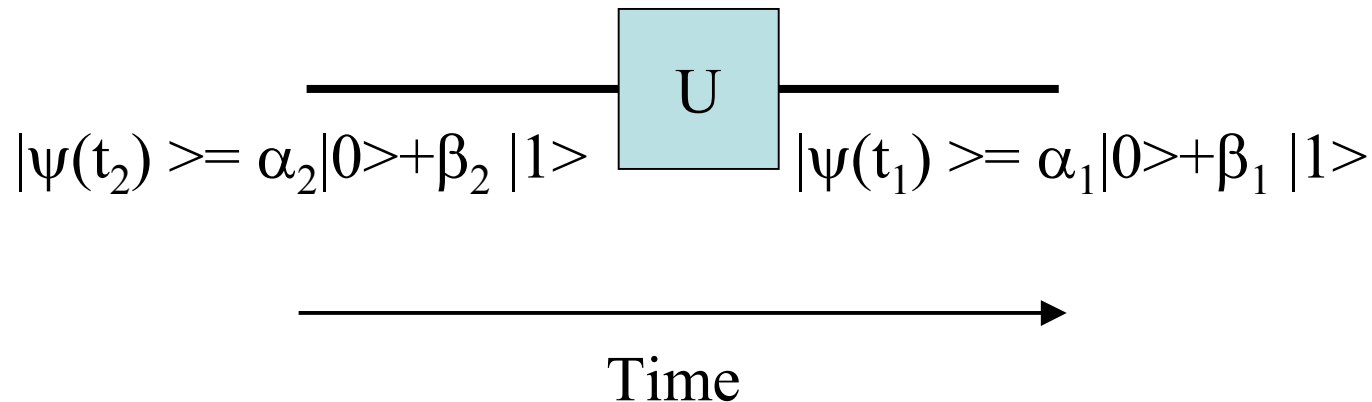 U
|ψ(t₂) >= α₂|0>+β₂ |1> |ψ(t₁) >= α₁|0>+β₁ |1>
Time